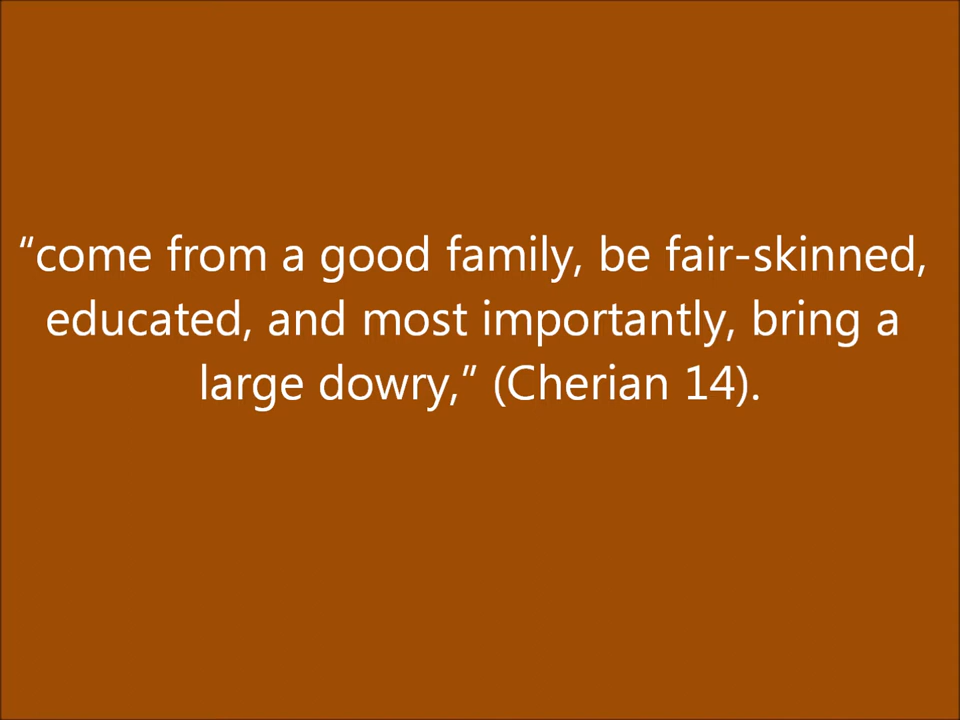 “come from a good family, be fair-skinned,
educated, and most importantly, bring a
large dowry,” (Cherian 14).